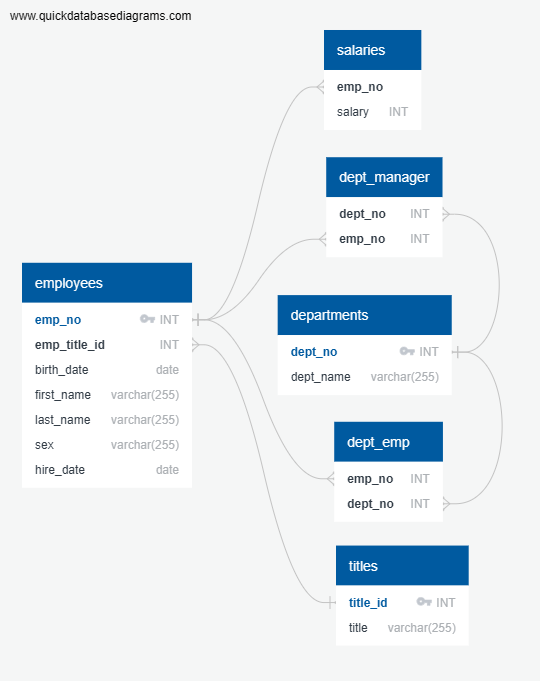 www.quickdatabasediagrams.com
salaries
emp_no
salary INT
dept_manager
dept_no INT
emp_no INT
employees
emp_no INT
emp_title_id INT
birth_date date
first_name varchar(255)
last_name varchar(255)
sex varchar(255)
hire_date date
departments
dept_no INT
dept_name varchar(255)
dept_emp
emp_no INT
dept_no INT
titles
title_id INT
title varchar(255)